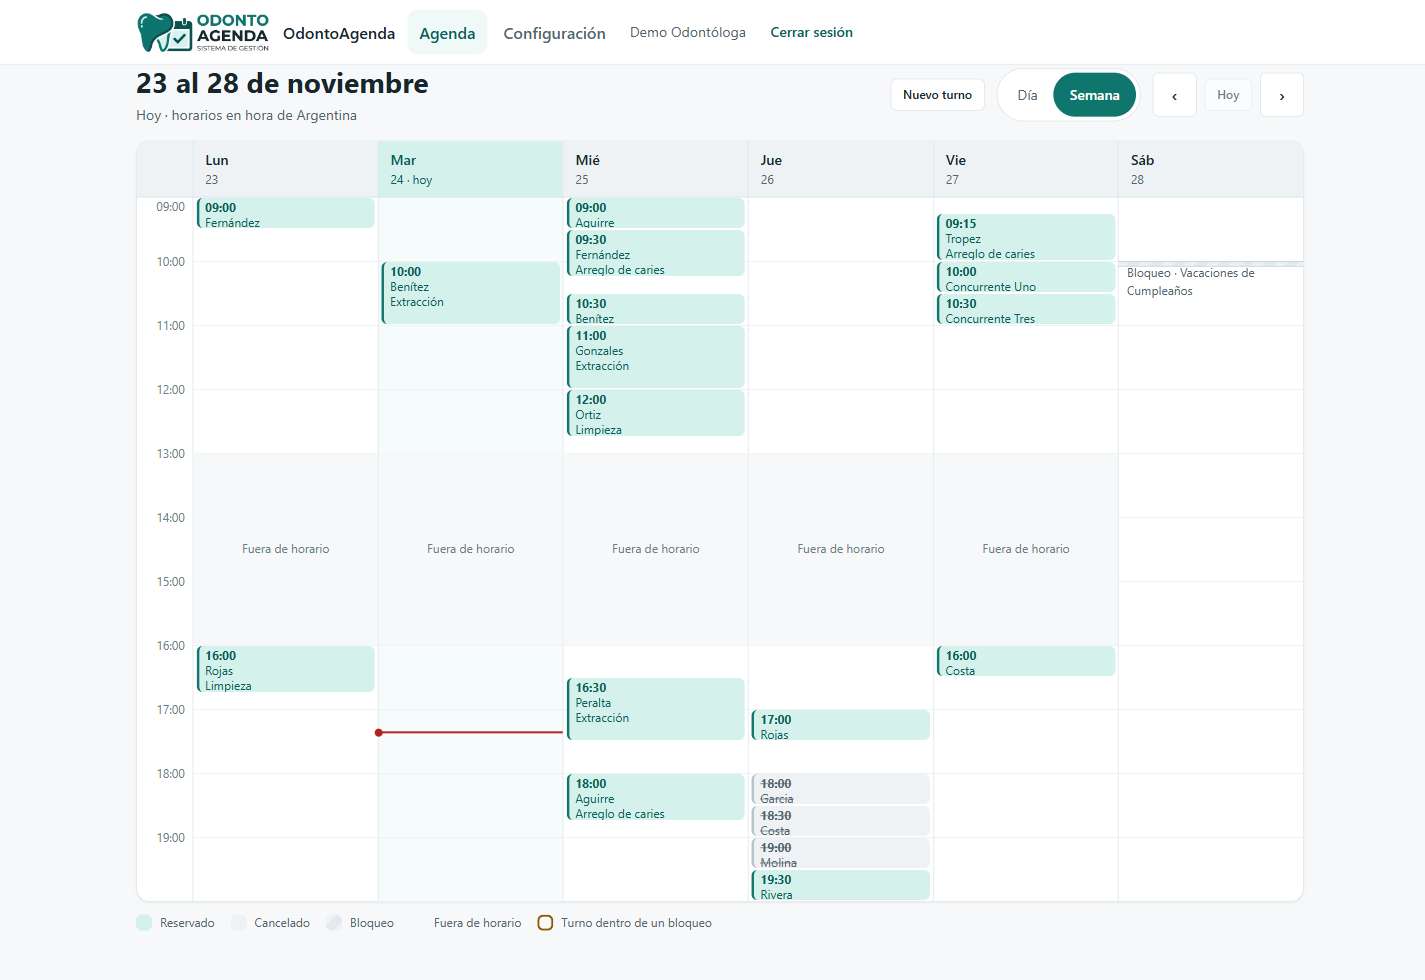 ODONTO
AGENDA
SISTEMA DE GESTIÓN
OdontoAgenda
Agenda
Configuración
Demo Odontóloga
Cerrar sesión
23 al 28 de noviembre
Hoy · horarios en hora de Argentina
Nuevo turno
Día
Semana
‹
Hoy
›
Lun
23
Mar
24 · hoy
Mié
25
Jue
26
Vie
27
Sáb
28
09:00
10:00
11:00
12:00
13:00
14:00
15:00
16:00
17:00
18:00
19:00
09:00
Fernández
Fuera de horario
16:00
Rojas
Limpieza
10:00
Benítez
Extracción
Fuera de horario
09:00
Aguirre
09:30
Fernández
Arreglo de caries
10:30
Benítez
11:00
Gonzales
Extracción
12:00
Ortiz
Limpieza
Fuera de horario
16:30
Peralta
Extracción
18:00
Aguirre
Arreglo de caries
Fuera de horario
17:00
Rojas
18:00
Garcia
18:30
Costa
19:00
Molina
19:30
Rivera
09:15
Tropez
Arreglo de caries
10:00
Concurrente Uno
10:30
Concurrente Tres
Fuera de horario
16:00
Costa
Bloqueo · Vacaciones de
Cumpleaños
Reservado
Cancelado
Bloqueo
Fuera de horario
Turno dentro de un bloqueo